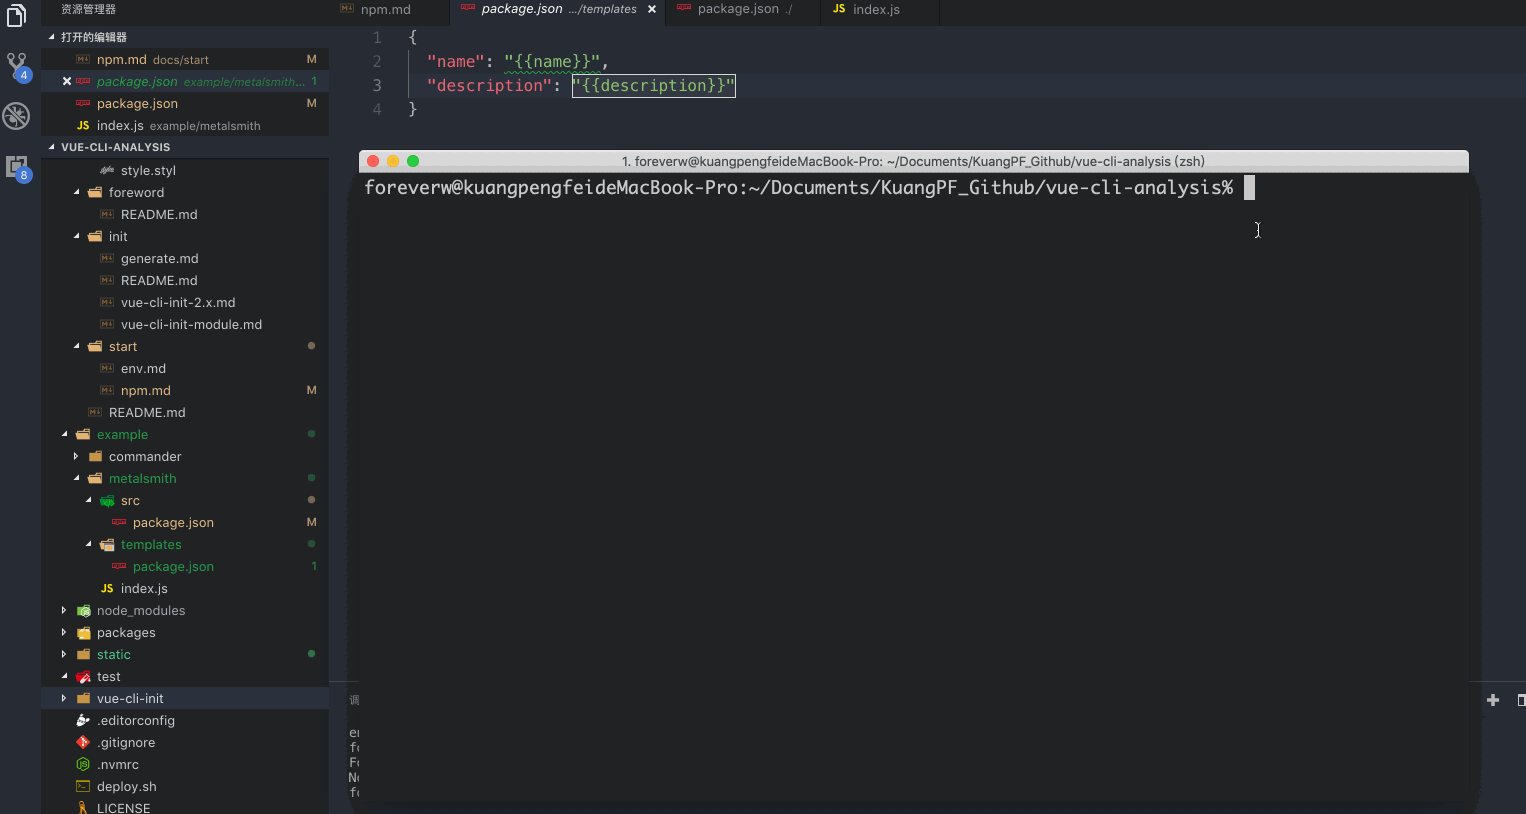 资源管理器
打开的编辑器
npm.md docs/start M
package.json example/metalsmith... 1
package.json M
JS index.js example/metalsmith
VUE-CLI-ANALYSIS
style.styl
foreword
README.md
init
generate.md
README.md
vue-cli-init-2.x.md
vue-cli-init-module.md
start
env.md
npm.md M
README.md
example
commander
metalsmith
src
package.json M
templates
package.json 1
JS index.js
node_modules
packages
static
test
vue-cli-init
.editorconfig
.gitignore
.nvmrc
deploy.sh
LICENSE
4
8
npm.md
package.json .../templates
package.json ./
JS index.js
1 {
2 "name": "{{name}}",
3 "description": "{{description}}"
4 }
1. foreverw@kuangpengfeideMacBook-Pro: ~/Documents/KuangPF_Github/vue-cli-analysis (zsh)
foreverw@kuangpengfeideMacBook-Pro:~/Documents/KuangPF_Github/vue-cli-analysis%
调